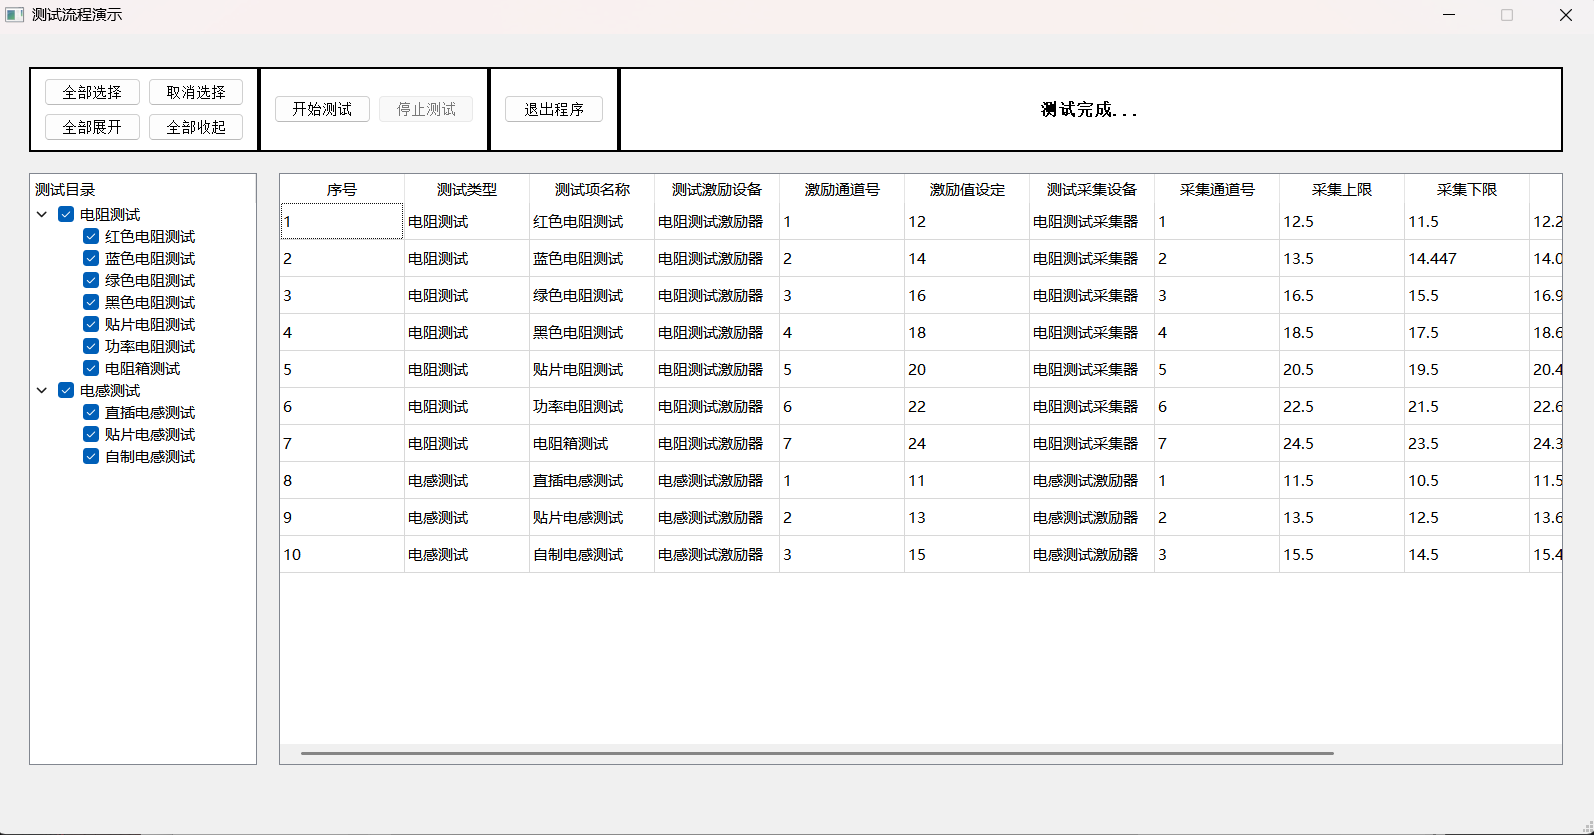 测试流程演示
全部选择 取消选择
全部展开 全部收起
开始测试 停止测试
退出程序
测试完成...
测试目录
电阻测试
红色电阻测试
蓝色电阻测试
绿色电阻测试
黑色电阻测试
贴片电阻测试
功率电阻测试
电阻箱测试
电感测试
直插电感测试
贴片电感测试
自制电感测试
序号 测试类型 测试项名称 测试激励设备 激励通道号 激励值设定 测试采集设备 采集通道号 采集上限 采集下限
1 电阻测试 红色电阻测试 电阻测试激励器 1 12 电阻测试采集器 1 12.5 11.5 12.2
2 电阻测试 蓝色电阻测试 电阻测试激励器 2 14 电阻测试采集器 2 13.5 14.447 14.0
3 电阻测试 绿色电阻测试 电阻测试激励器 3 16 电阻测试采集器 3 16.5 15.5 16.9
4 电阻测试 黑色电阻测试 电阻测试激励器 4 18 电阻测试采集器 4 18.5 17.5 18.6
5 电阻测试 贴片电阻测试 电阻测试激励器 5 20 电阻测试采集器 5 20.5 19.5 20.4
6 电阻测试 功率电阻测试 电阻测试激励器 6 22 电阻测试采集器 6 22.5 21.5 22.6
7 电阻测试 电阻箱测试 电阻测试激励器 7 24 电阻测试采集器 7 24.5 23.5 24.3
8 电感测试 直插电感测试 电感测试激励器 1 11 电感测试激励器 1 11.5 10.5 11.5
9 电感测试 贴片电感测试 电感测试激励器 2 13 电感测试激励器 2 13.5 12.5 13.6
10 电感测试 自制电感测试 电感测试激励器 3 15 电感测试激励器 3 15.5 14.5 15.4